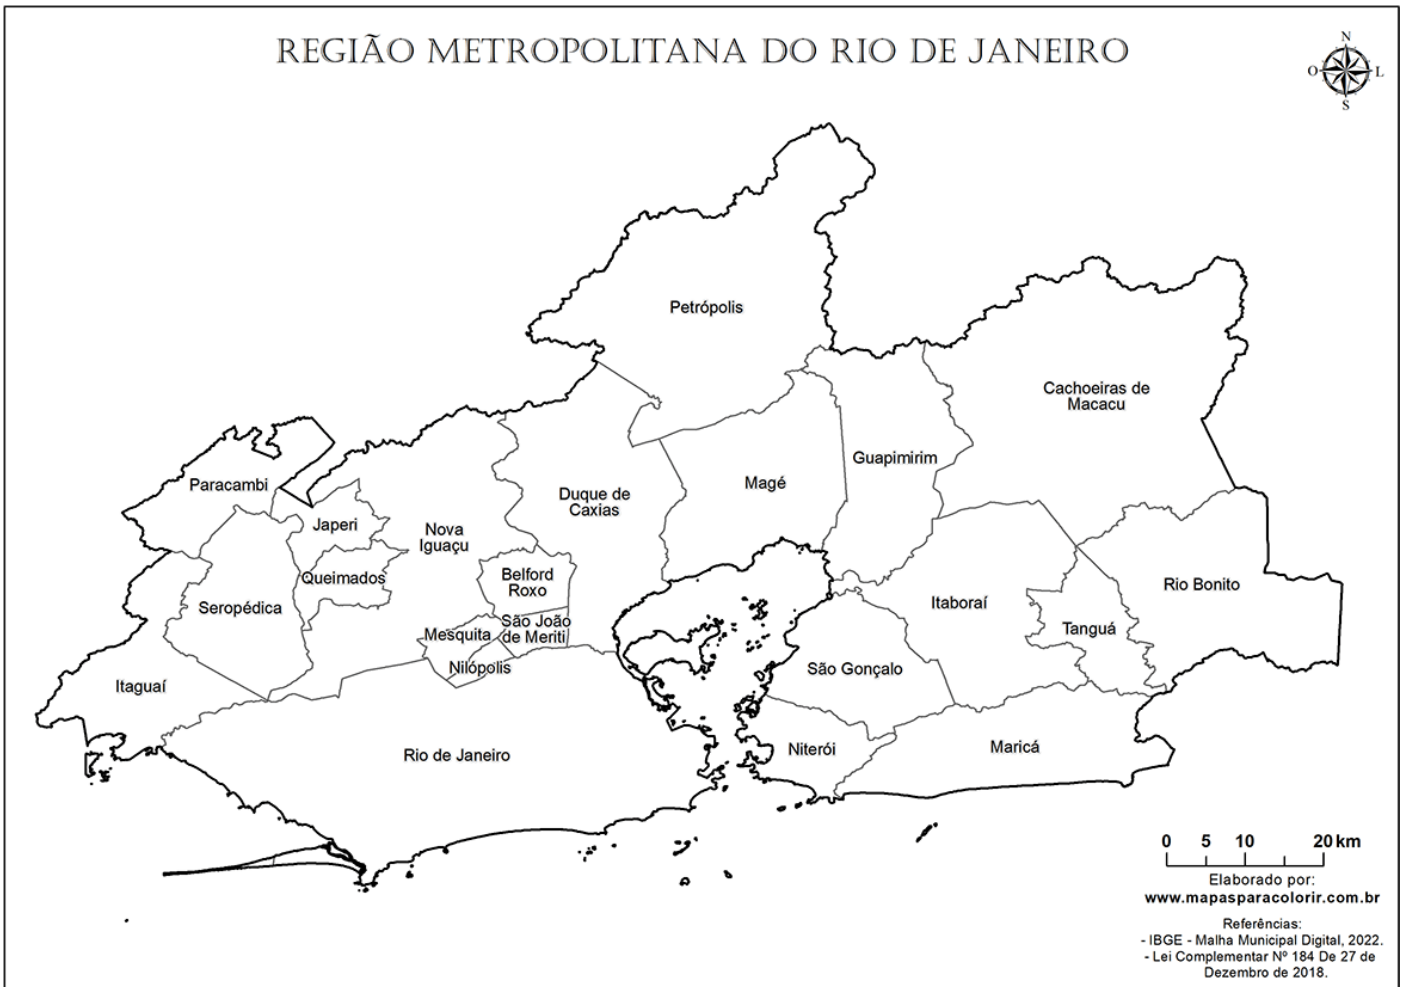 REGIÃO METROPOLITANA DO RIO DE JANEIRO
N
O L
S
Petrópolis
Cachoeiras de
Macacu
Guapimirim
Magé
Paracambi
Duque de
Caxias
Japeri
Nova
Iguaçu
Queimados
Belford
Roxo
Rio Bonito
Seropédica
Itaboraí
São João
de Meriti
Mesquita
Tanguá
Nilópolis
São Gonçalo
Itaguaí
Rio de Janeiro
Niterói
Maricá
0 5 10 20 km
Elaborado por:
www.mapasparacolorir.com.br
Referências:
- IBGE - Malha Municipal Digital, 2022.
- Lei Complementar Nº 184 De 27 de
Dezembro de 2018.